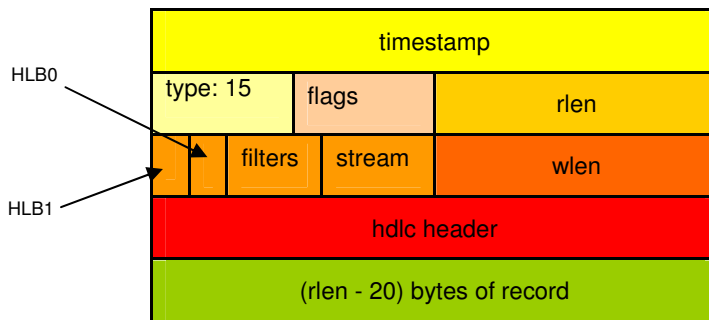 timestamp
HLB0
type: 15
flags
rlen
filters
stream
wlen
HLB1
hdlc header
(rlen - 20) bytes of record